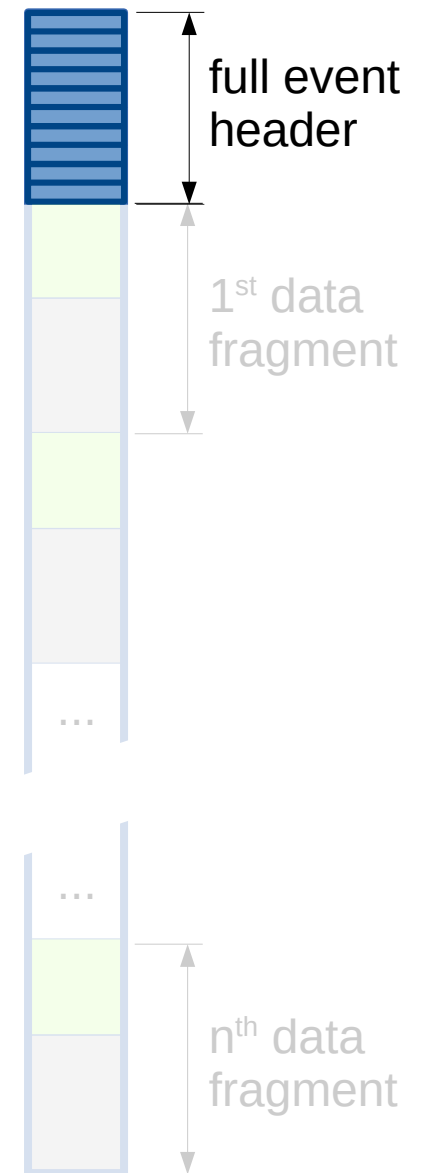 full event
header
1st data
fragment
...
...
nth data
fragment